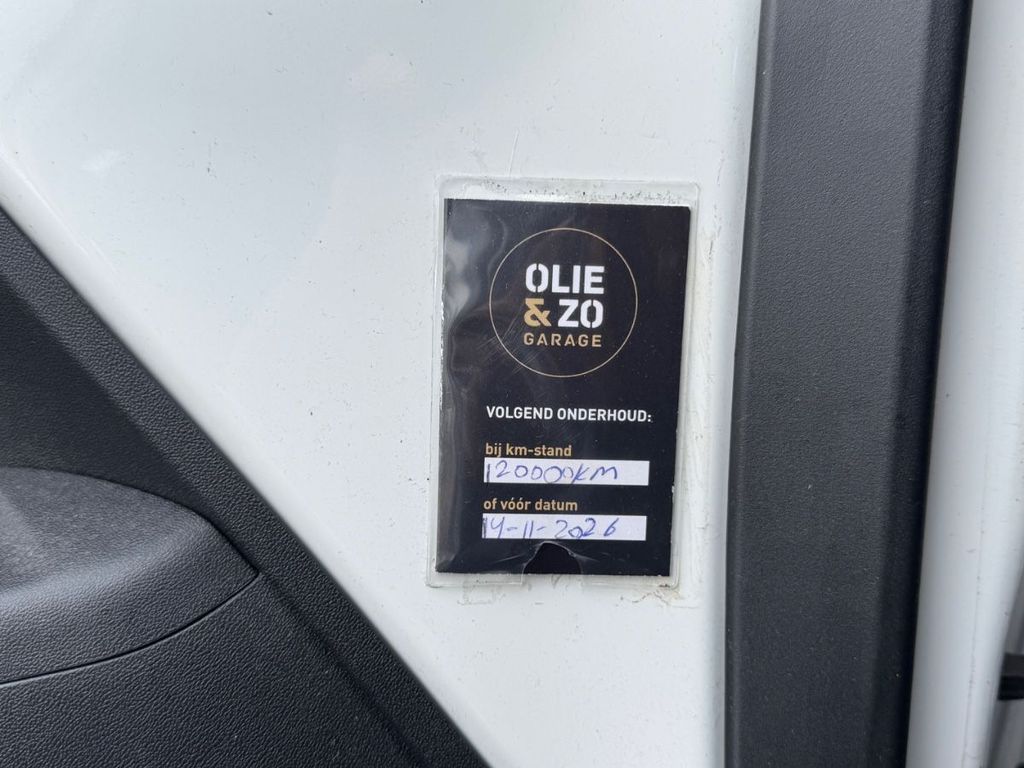 OLIE
& ZO
GARAGE
VOLGEND ONDERHOUD:
bij km-stand
120000KM
of vóór datum
14-11-2026